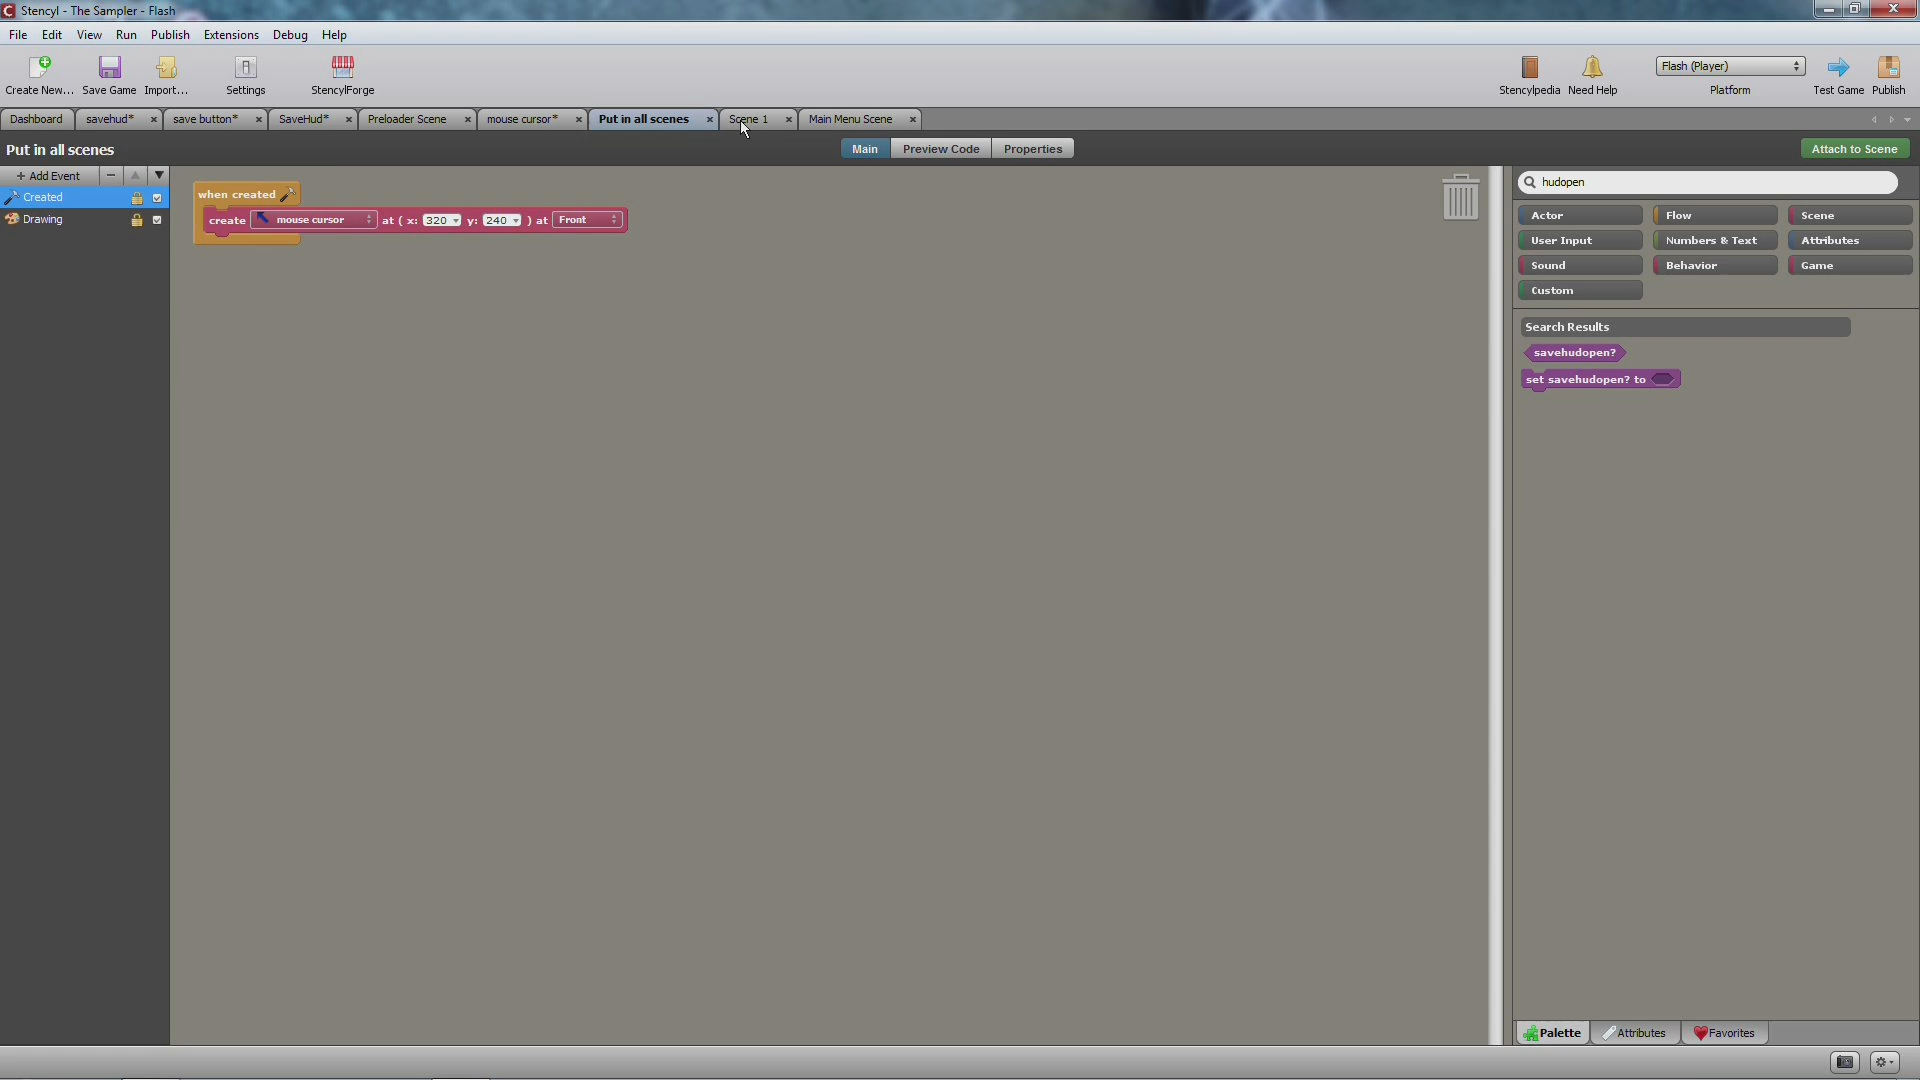 Stencyl - The Sampler - Flash
File Edit View Run Publish Extensions Debug Help
Create New... Save Game Import... Settings StencylForge Stencylpedia Need Help Flash (Player) Platform Test Game Publish
Dashboard savehud* save button* SaveHud* Preloader Scene mouse cursor* Put in all scenes Scene 1 Main Menu Scene
Put in all scenes Main Preview Code Properties Attach to Scene
+ Add Event
Created
Drawing
when created
create mouse cursor at ( x: 320 y: 240 ) at Front
hudopen
Actor Flow Scene
User Input Numbers & Text Attributes
Sound Behavior Game
Custom
Search Results
savehudopen?
set savehudopen? to
Palette Attributes Favorites